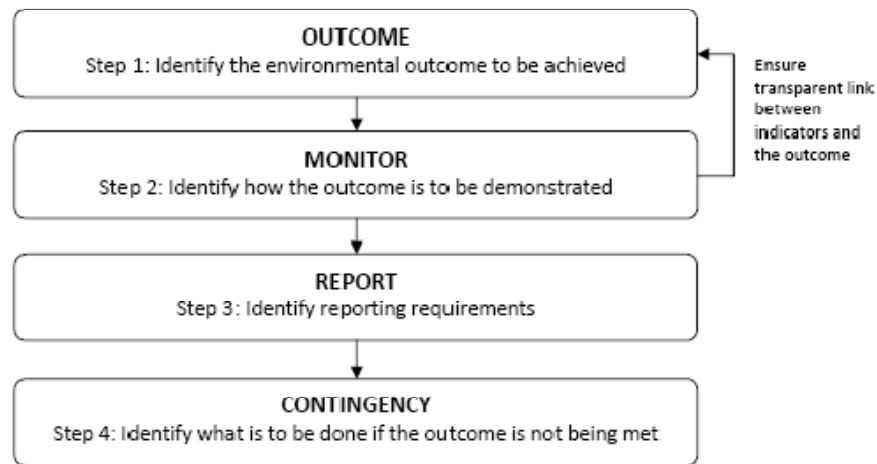 OUTCOME
Step 1: Identify the environmental outcome to be achieved
Ensure
transparent link
between
indicators and
the outcome
MONITOR
Step 2: Identify how the outcome is to be demonstrated
REPORT
Step 3: Identify reporting requirements
CONTINGENCY
Step 4: Identify what is to be done if the outcome is not being met